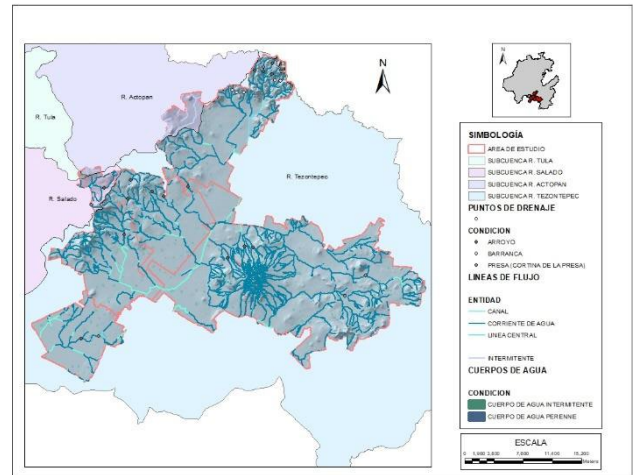 N
R. Actopan
R. Tula
R. Salado
R. Tezontepec
N
SIMBOLOGÍA
AREA DE ESTUDIO
SUBCUENCA R. TULA
SUBCUENCA R. SALADO
SUBCUENCA R. ACTOPAN
SUBCUENCA R. TEZONTEPEC
PUNTOS DE DRENAJE
CONDICION
ARROYO
BARRANCA
PRESA (CORTINA DE LA PRESA)
LINEAS DE FLUJO
ENTIDAD
CANAL
CORRIENTE DE AGUA
LINEA CENTRAL
INTERMITENTE
CUERPOS DE AGUA
CONDICION
CUERPO DE AGUA INTERMITENTE
CUERPO DE AGUA PERENNE
ESCALA